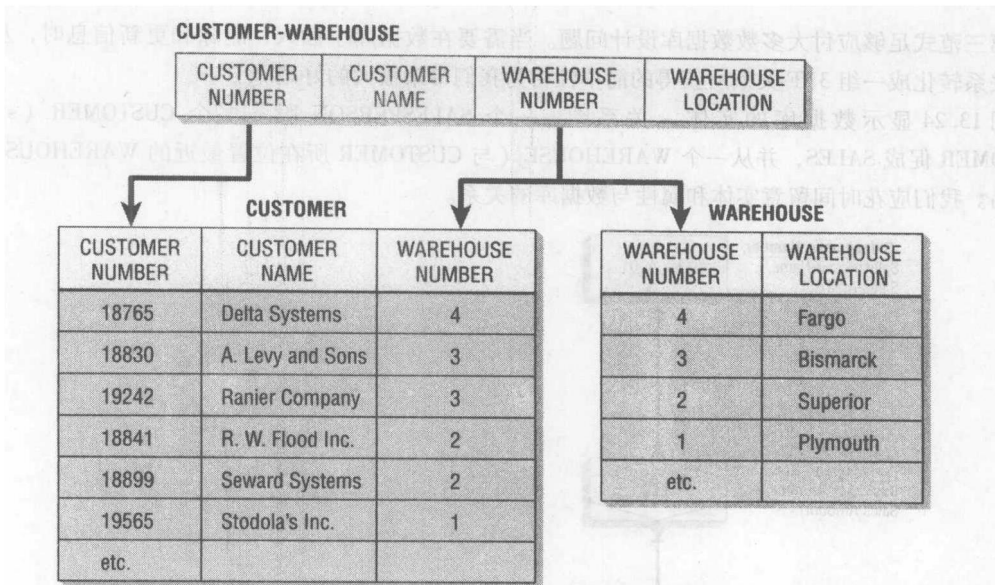 CUSTOMER-WAREHOUSE
CUSTOMER NUMBER CUSTOMER NAME WAREHOUSE NUMBER WAREHOUSE LOCATION
CUSTOMER
CUSTOMER NUMBER CUSTOMER NAME WAREHOUSE NUMBER
18765 Delta Systems 4
18830 A. Levy and Sons 3
19242 Ranier Company 3
18841 R. W. Flood Inc. 2
18899 Seward Systems 2
19565 Stodola's Inc. 1
etc.
WAREHOUSE
WAREHOUSE NUMBER WAREHOUSE LOCATION
4 Fargo
3 Bismarck
2 Superior
1 Plymouth
etc.